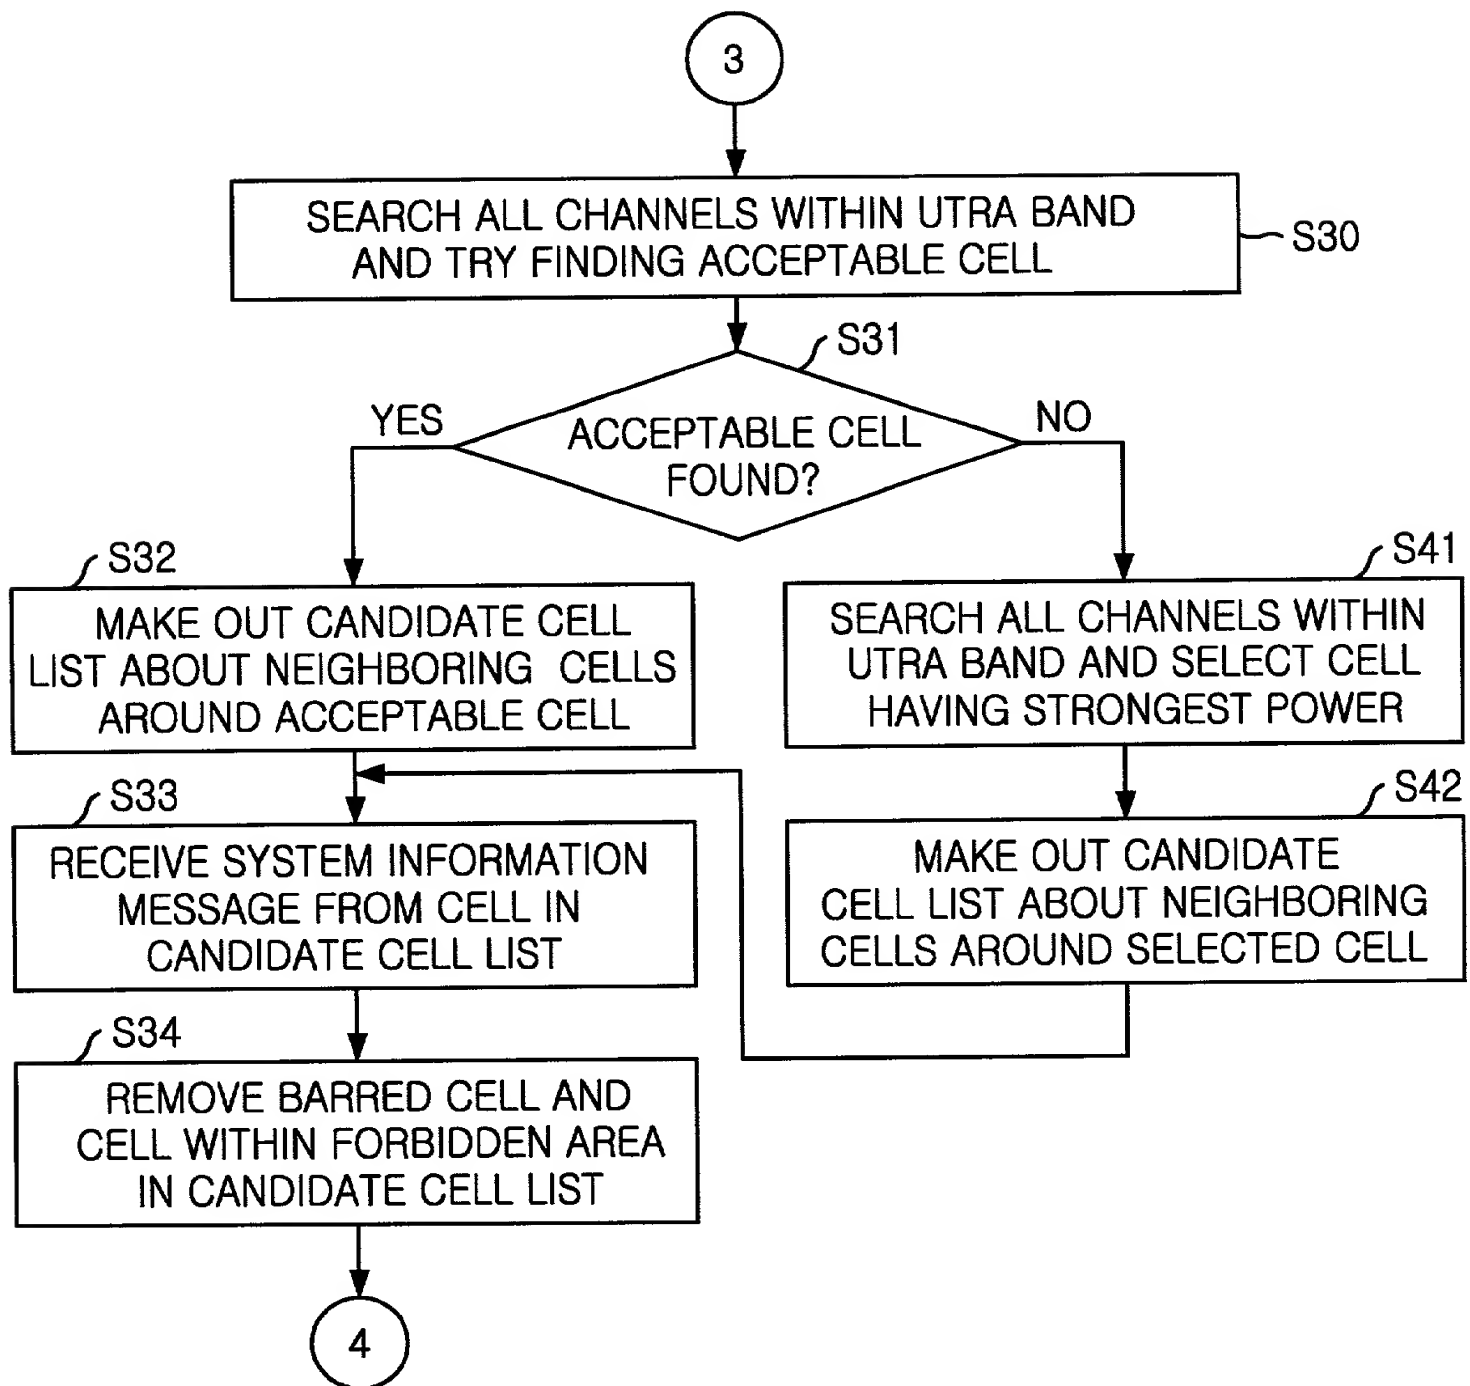 3
SEARCH ALL CHANNELS WITHIN UTRA BAND
AND TRY FINDING ACCEPTABLE CELL
S30
S31
YES
ACCEPTABLE CELL
FOUND?
NO
S32
MAKE OUT CANDIDATE CELL
LIST ABOUT NEIGHBORING CELLS
AROUND ACCEPTABLE CELL
S41
SEARCH ALL CHANNELS WITHIN
UTRA BAND AND SELECT CELL
HAVING STRONGEST POWER
S33
RECEIVE SYSTEM INFORMATION
MESSAGE FROM CELL IN
CANDIDATE CELL LIST
S42
MAKE OUT CANDIDATE
CELL LIST ABOUT NEIGHBORING
CELLS AROUND SELECTED CELL
S34
REMOVE BARRED CELL AND
CELL WITHIN FORBIDDEN AREA
IN CANDIDATE CELL LIST
4